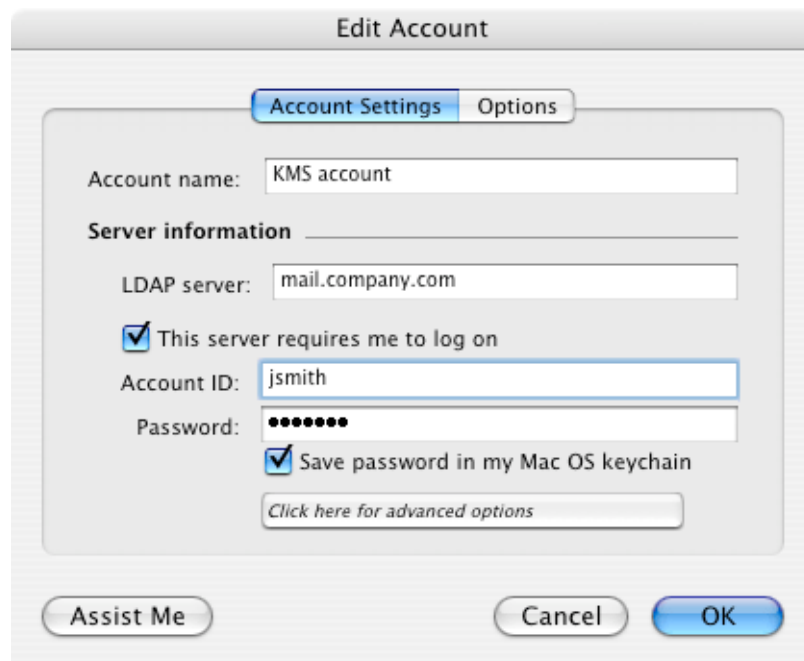 Edit Account
Account Settings Options
Account name: KMS account
Server information
LDAP server: mail.company.com
This server requires me to log on
Account ID: jsmith
Password: •••••••
Save password in my Mac OS keychain
Click here for advanced options
Assist Me Cancel OK